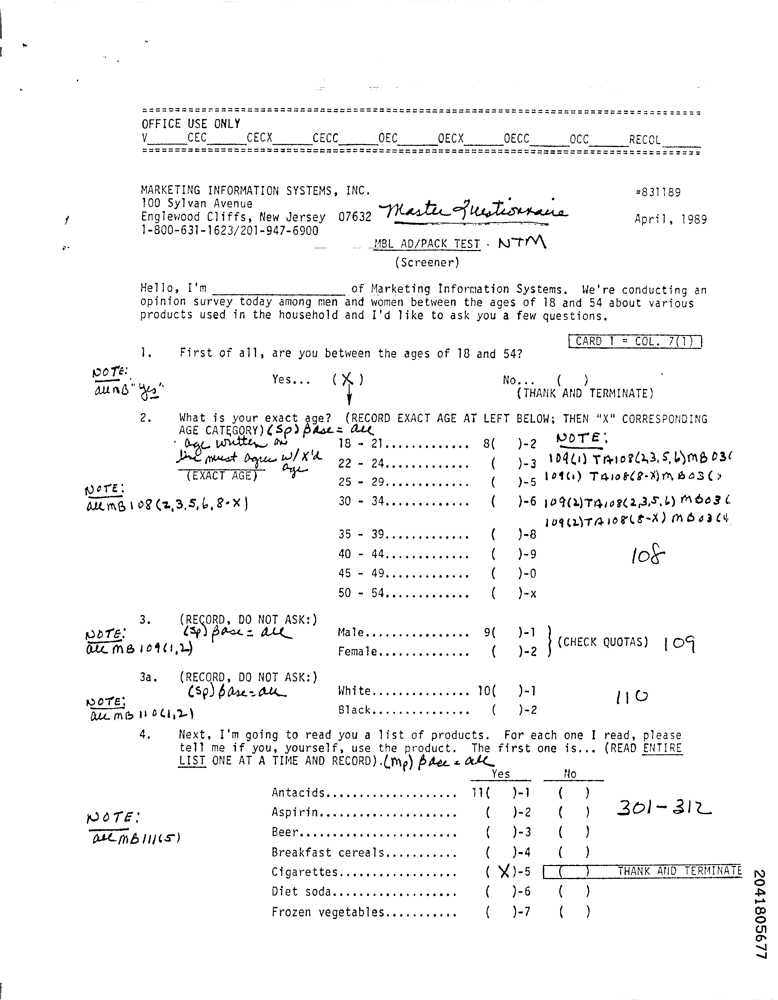 OFFICE USE ONLY
V______CEC______CECX______CECC______OEC______OECX______OECC______OCC______RECOL______
MARKETING INFORMATION SYSTEMS, INC. #831189
100 Sylvan Avenue
Englewood Cliffs, New Jersey 07632 Master Questionnaire April, 1989
1-800-631-1623/201-947-6900
MBL AD/PACK TEST - NTM
(Screener)
Hello, I'm ________________ of Marketing Information Systems. We're conducting an
opinion survey today among men and women between the ages of 18 and 54 about various
products used in the household and I'd like to ask you a few questions.
CARD 1 = COL. 7(1)
1. First of all, are you between the ages of 18 and 54?
NOTE:
all MB "Yes"
Yes... (X) No... ( )
(THANK AND TERMINATE)
2. What is your exact age? (RECORD EXACT AGE AT LEFT BELOW; THEN "X" CORRESPONDING
AGE CATEGORY) (Sp) Base = all
age written on
line must agree w/X'd
age
(EXACT AGE)
NOTE:
all MB 108(2,3,5,6,8-X)
18 - 21............. 8( )-2
22 - 24............. ( )-3
25 - 29............. ( )-5
30 - 34............. ( )-6
35 - 39............. ( )-8
40 - 44............. ( )-9
45 - 49............. ( )-0
50 - 54............. ( )-x
NOTE:
109(1) TA108(2,3,5,6) MB 03(
109(1) TA108(8-X) MB03(
109(2)TA108(2,3,5,6) MB03(
109(2)TA108(8-X) MB03(4
108
3. (RECORD, DO NOT ASK:)
(Sp) Base = all
NOTE:
all MB 109(1,2)
Male................ 9( )-1
Female.............. ( )-2
(CHECK QUOTAS) 109
3a. (RECORD, DO NOT ASK:)
(Sp) Base = all
NOTE:
all MB 110(1,2)
White............... 10( )-1
Black............... ( )-2
110
4. Next, I'm going to read you a list of products. For each one I read, please
tell me if you, yourself, use the product. The first one is... (READ ENTIRE
LIST ONE AT A TIME AND RECORD). (Mp) Base = all
Yes No
Antacids.................... 11( )-1 ( )
Aspirin..................... ( )-2 ( ) 301-312
NOTE:
all MB 111(5)
Beer........................ ( )-3 ( )
Breakfast cereals........... ( )-4 ( )
Cigarettes.................. (X)-5 ( ) THANK AND TERMINATE
Diet soda................... ( )-6 ( )
Frozen vegetables........... ( )-7 ( )
2041805677